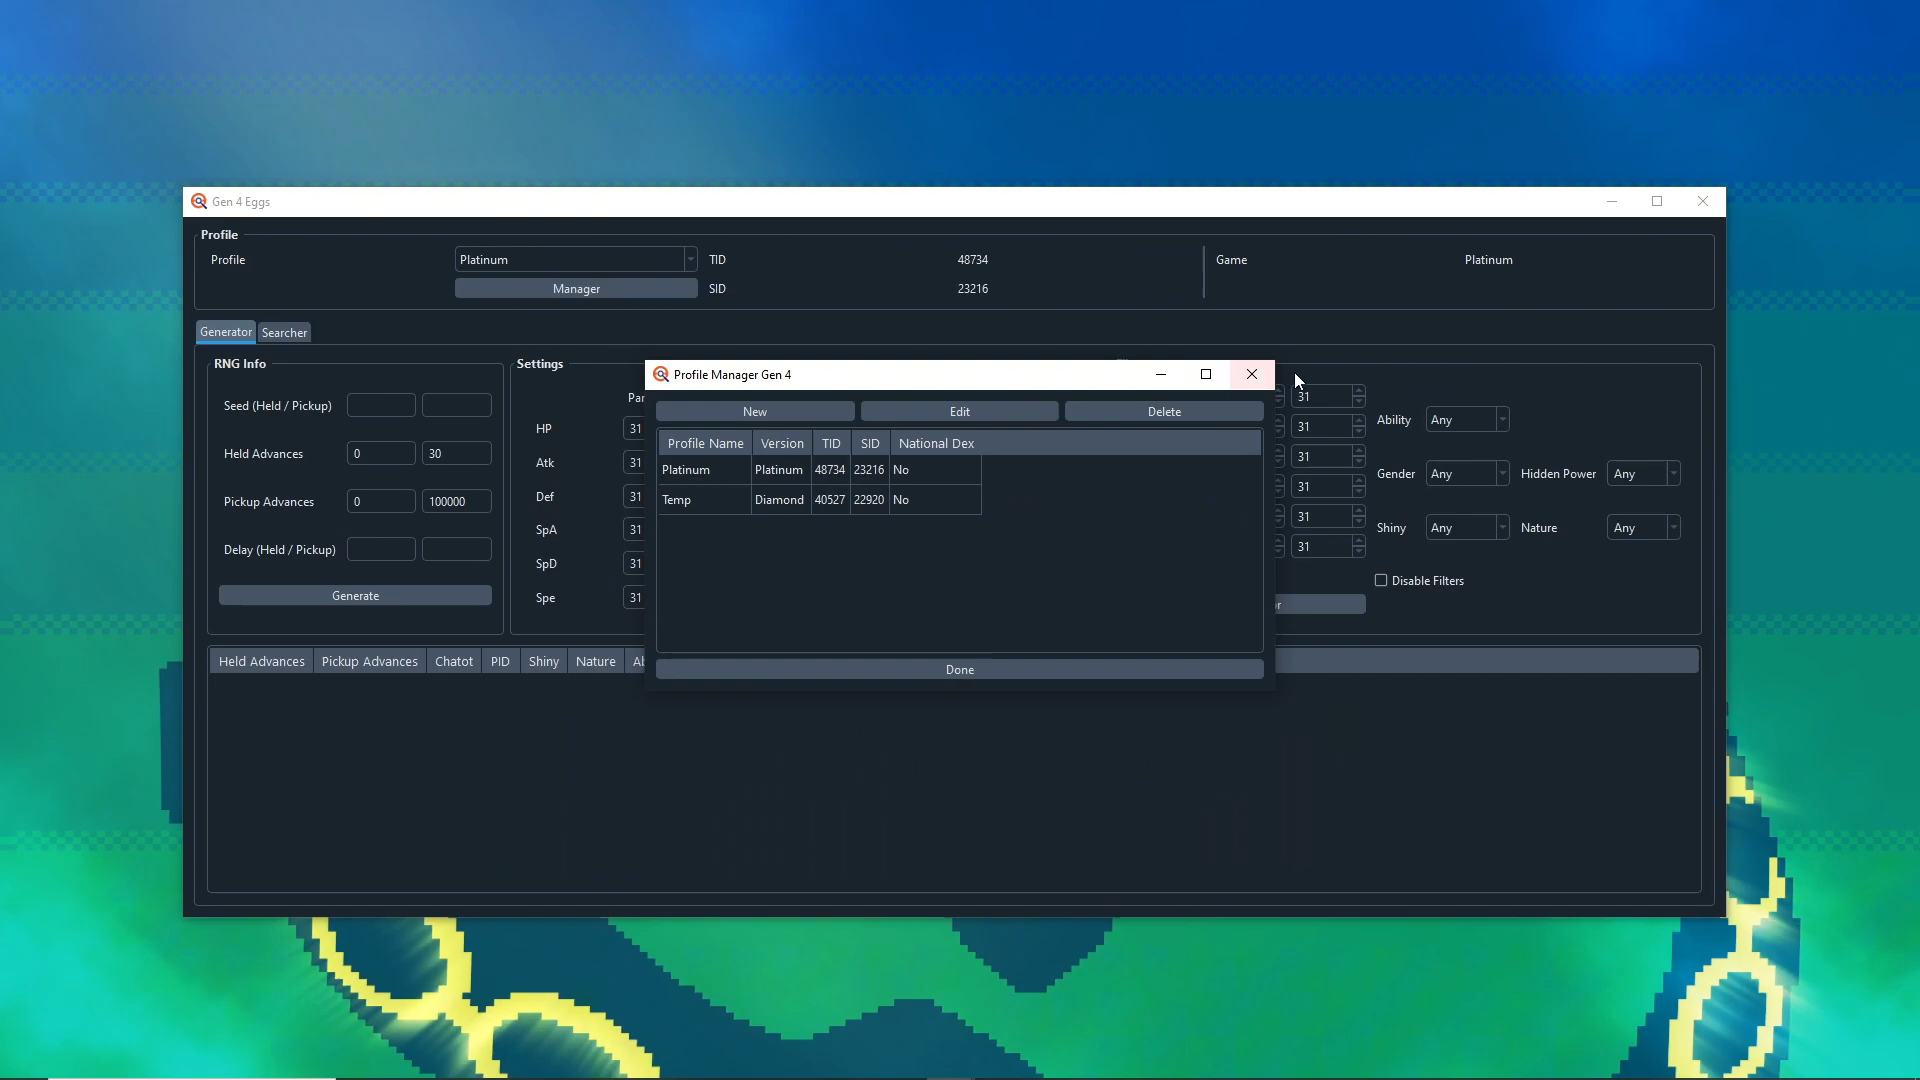 Gen 4 Eggs
Profile
Profile Platinum TID 48734 Game Platinum
Manager SID 23216
Generator Searcher
RNG Info Settings
Profile Manager Gen 4
New Edit Delete
Profile Name Version TID SID National Dex
Platinum Platinum 48734 23216 No
Temp Diamond 40527 22920 No
Done
Seed (Held / Pickup)
Held Advances 0 30
Pickup Advances 0 100000
Delay (Held / Pickup)
Generate
HP 31
Atk 31
Def 31
SpA 31
SpD 31
Spe 31
31
31
31
31
31
31
Ability Any
Gender Any Hidden Power Any
Shiny Any Nature Any
Disable Filters
Held Advances Pickup Advances Chatot PID Shiny Nature